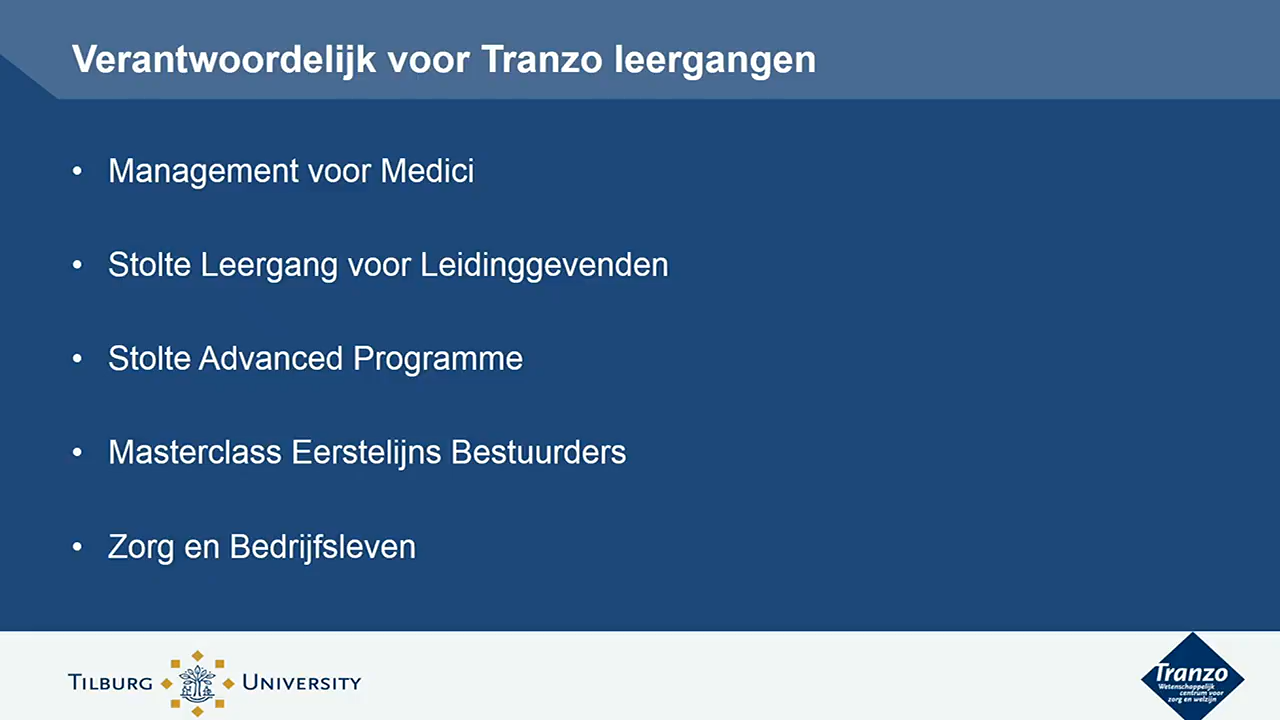 Verantwoordelijk voor Tranzo leergangen
• Management voor Medici
• Stolte Leergang voor Leidinggevenden
• Stolte Advanced Programme
• Masterclass Eerstelijns Bestuurders
• Zorg en Bedrijfsleven
TILBURG UNIVERSITY
Tranzo
Wetenschappelijk
centrum voor
zorg en welzijn